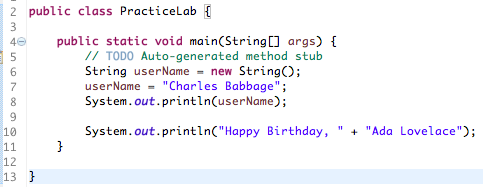 2 public class PracticeLab {
3
4 public static void main(String[] args) {
5 // TODO Auto-generated method stub
6 String userName = new String();
7 userName = "Charles Babbage";
8 System.out.println(userName);
9
10 System.out.println("Happy Birthday, " + "Ada Lovelace");
11 }
12
13 }